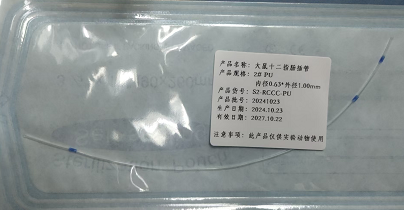 产品名称：大鼠十二指肠插管
产品规格：2# PU
内径0.63*外径1.00mm
产品货号：S2-RCCC-PU
产品批号：20241023
生产日期：2024.10.23
有效日期：2027.10.22
注意事项：此产品仅供实验动物使用